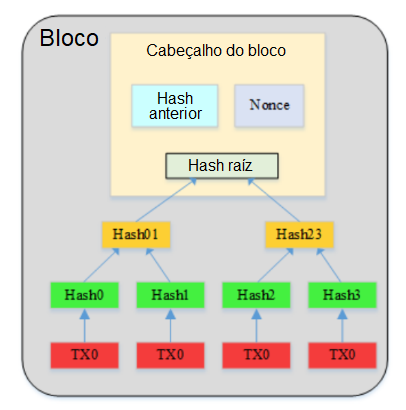 Bloco
Cabeçalho do bloco
Hash
anterior
Nonce
Hash raíz
Hash01
Hash23
Hash0
Hash1
Hash2
Hash3
TX0
TX0
TX0
TX0